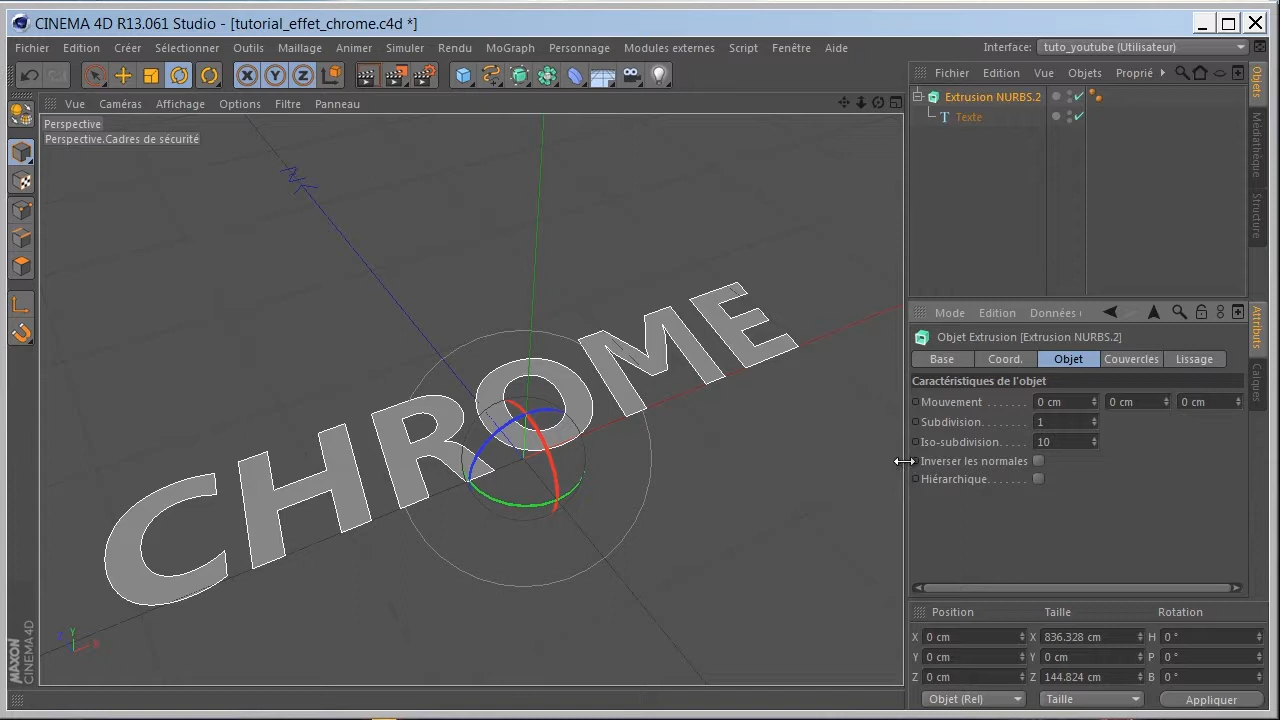 CINEMA 4D R13.061 Studio - [tutorial_effet_chrome.c4d *]
Fichier Edition Créer Sélectionner Outils Maillage Animer Simuler Rendu MoGraph Personnage Modules externes Script Fenêtre Aide
Interface: tuto_youtube (Utilisateur)
X Y Z
Vue Caméras Affichage Options Filtre Panneau
Perspective
Perspective.Cadres de sécurité
CHROME
Z Y X
MAXON
CINEMA 4D
Fichier Edition Vue Objets Proprié
Extrusion NURBS.2
T Texte
Objets
Médiathèque
Structure
Mode Edition Données
Objet Extrusion [Extrusion NURBS.2]
Base Coord. Objet Couvercles Lissage
Caractéristiques de l'objet
Mouvement . . . . . . . 0 cm 0 cm 0 cm
Subdivision. . . . . . . 1
Iso-subdivision. . . . . 10
Inverser les normales
Hiérarchique. . . . . .
Attributs
Calques
Position Taille Rotation
X 0 cm X 836.328 cm H 0 °
Y 0 cm Y 0 cm P 0 °
Z 0 cm Z 144.824 cm B 0 °
Objet (Rel) Taille Appliquer